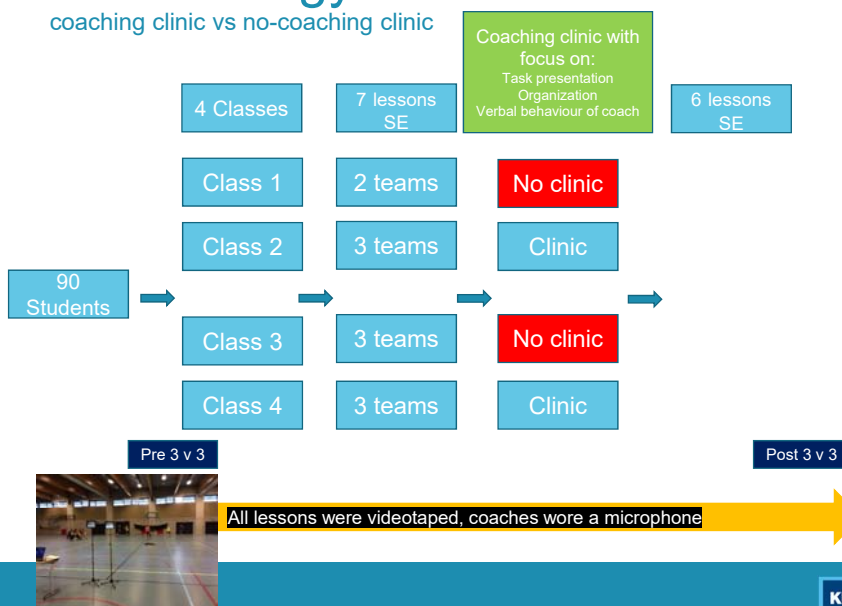 coaching clinic vs no-coaching clinic
Coaching clinic with
focus on:
Task presentation
Organization
Verbal behaviour of coach
4 Classes
7 lessons
SE
6 lessons
SE
Class 1
2 teams
No clinic
Class 2
3 teams
Clinic
90
Students
Class 3
3 teams
No clinic
Class 4
3 teams
Clinic
Pre 3 v 3
Post 3 v 3
All lessons were videotaped, coaches wore a microphone